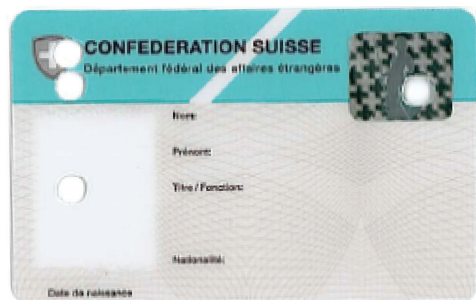 CONFEDERATION SUISSE
Département fédéral des affaires étrangères
Nom:
Prénom:
Titre / Fonction:
Nationalité:
Date de naissance